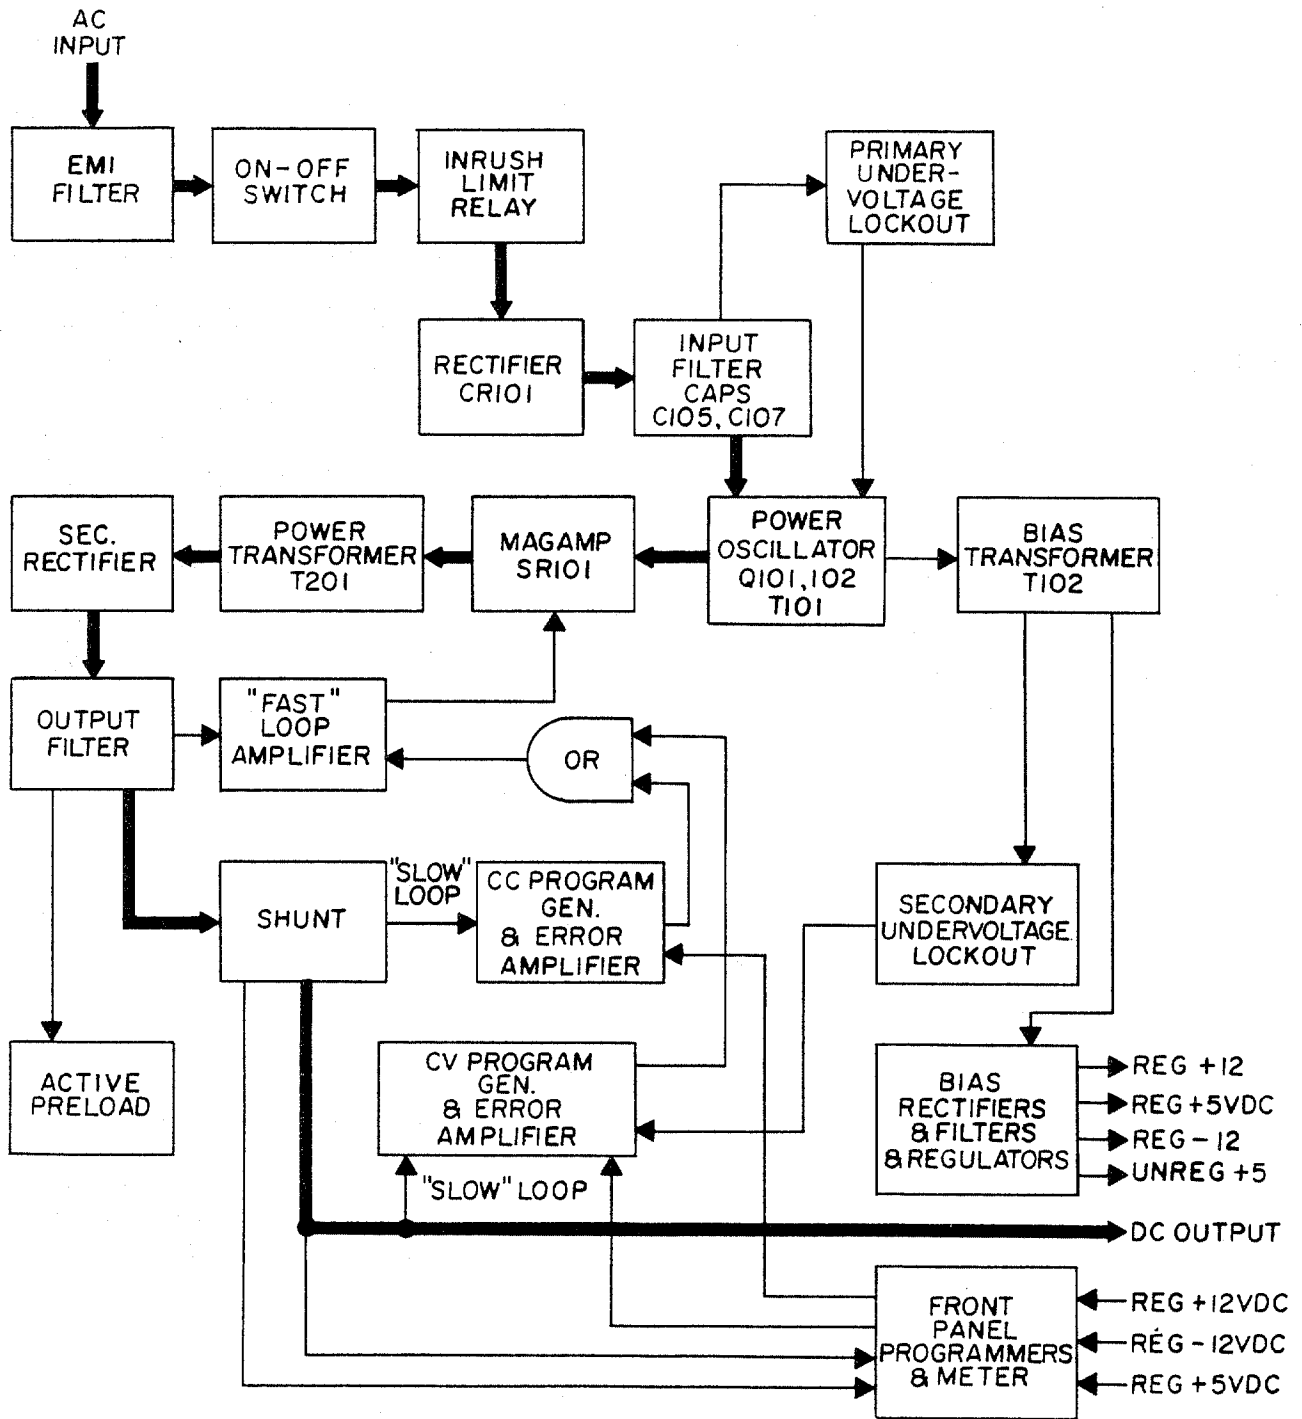 AC
INPUT
EMI
FILTER
ON-OFF
SWITCH
INRUSH
LIMIT
RELAY
PRIMARY
UNDER-
VOLTAGE
LOCKOUT
RECTIFIER
CR101
INPUT
FILTER
CAPS
C105, C107
SEC.
RECTIFIER
POWER
TRANSFORMER
T201
MAGAMP
SR101
POWER
OSCILLATOR
Q101, 102
T101
BIAS
TRANSFORMER
T102
OUTPUT
FILTER
"FAST"
LOOP
AMPLIFIER
OR
SHUNT
"SLOW"
LOOP
CC PROGRAM
GEN.
& ERROR
AMPLIFIER
SECONDARY
UNDERVOLTAGE
LOCKOUT
ACTIVE
PRELOAD
CV PROGRAM
GEN.
& ERROR
AMPLIFIER
"SLOW" LOOP
BIAS
RECTIFIERS
& FILTERS
& REGULATORS
REG +12
REG +5VDC
REG -12
UNREG +5
DC OUTPUT
FRONT
PANEL
PROGRAMMERS
& METER
REG +12VDC
REG -12VDC
REG +5VDC